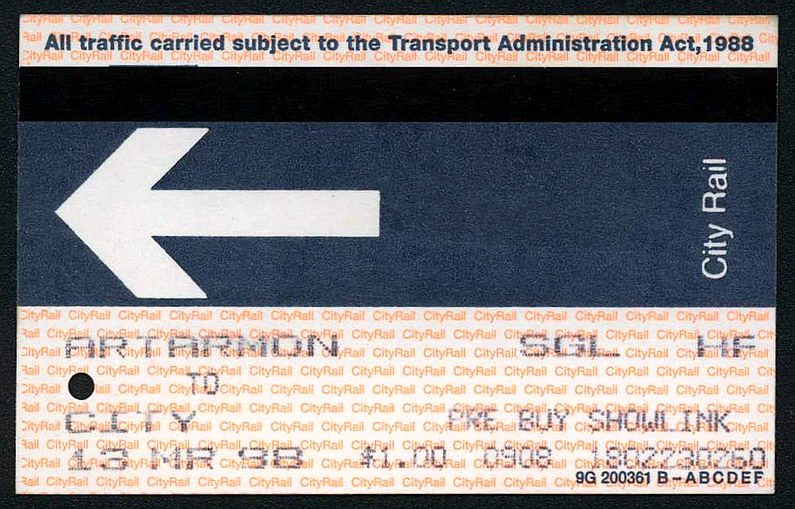 All traffic carried subject to the Transport Administration Act,1988
City Rail
ARTARMON SGL HF
TO
CITY PRE BUY SHOWLINK
13 MR 98 $1.00 0908 1802230260
9G 200361 B-ABCDEF